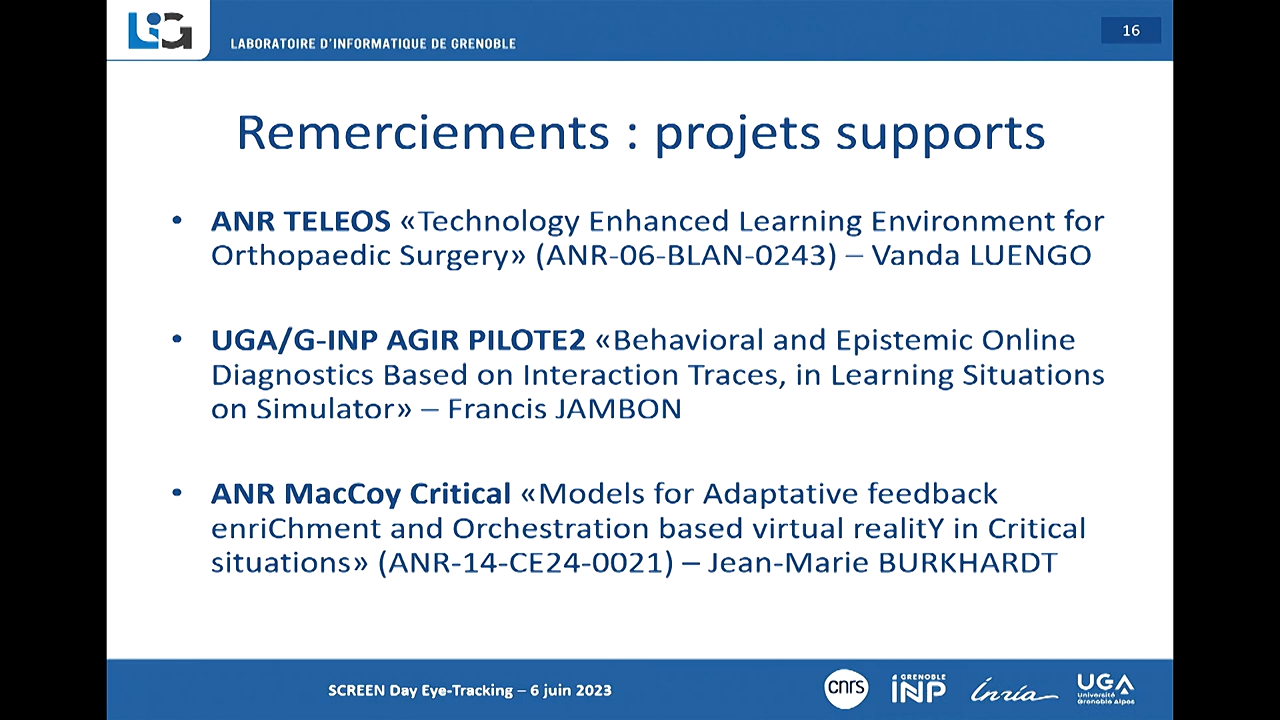 LIG
LABORATOIRE D'INFORMATIQUE DE GRENOBLE
16
Remerciements : projets supports
• ANR TELEOS «Technology Enhanced Learning Environment for
Orthopaedic Surgery» (ANR-06-BLAN-0243) – Vanda LUENGO
• UGA/G-INP AGIR PILOTE2 «Behavioral and Epistemic Online
Diagnostics Based on Interaction Traces, in Learning Situations
on Simulator» – Francis JAMBON
• ANR MacCoy Critical «Models for Adaptative feedback
enriChment and Orchestration based virtual realitY in Critical
situations» (ANR-14-CE24-0021) – Jean-Marie BURKHARDT
SCREEN Day Eye-Tracking – 6 juin 2023
cnrs
GRENOBLE
INP
Inria
UGA
Université
Grenoble Alpes